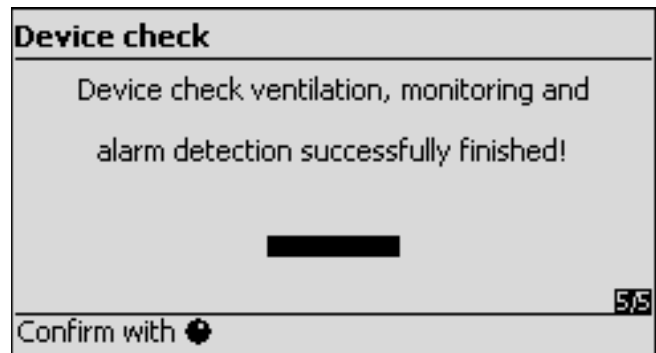 Device check
Device check ventilation, monitoring and
alarm detection successfully finished!
5/5
Confirm with